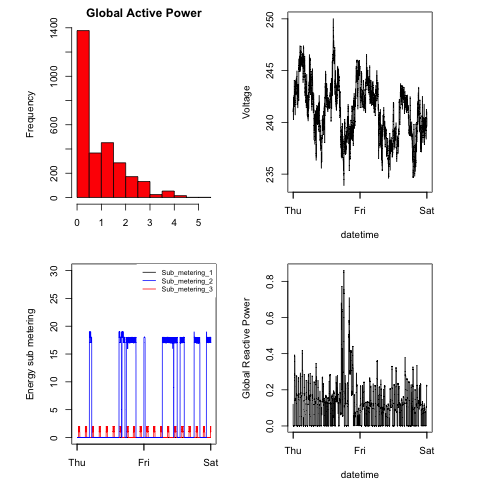 Global Active Power
Frequency
0 200 600 1000 1400
0 1 2 3 4 5
Voltage
235 240 245 250
Thu Fri Sat
datetime
Energy sub metering
0 5 10 15 20 25 30
Sub_metering_1
Sub_metering_2
Sub_metering_3
Thu Fri Sat
Global Reactive Power
0.0 0.2 0.4 0.6 0.8
Thu Fri Sat
datetime